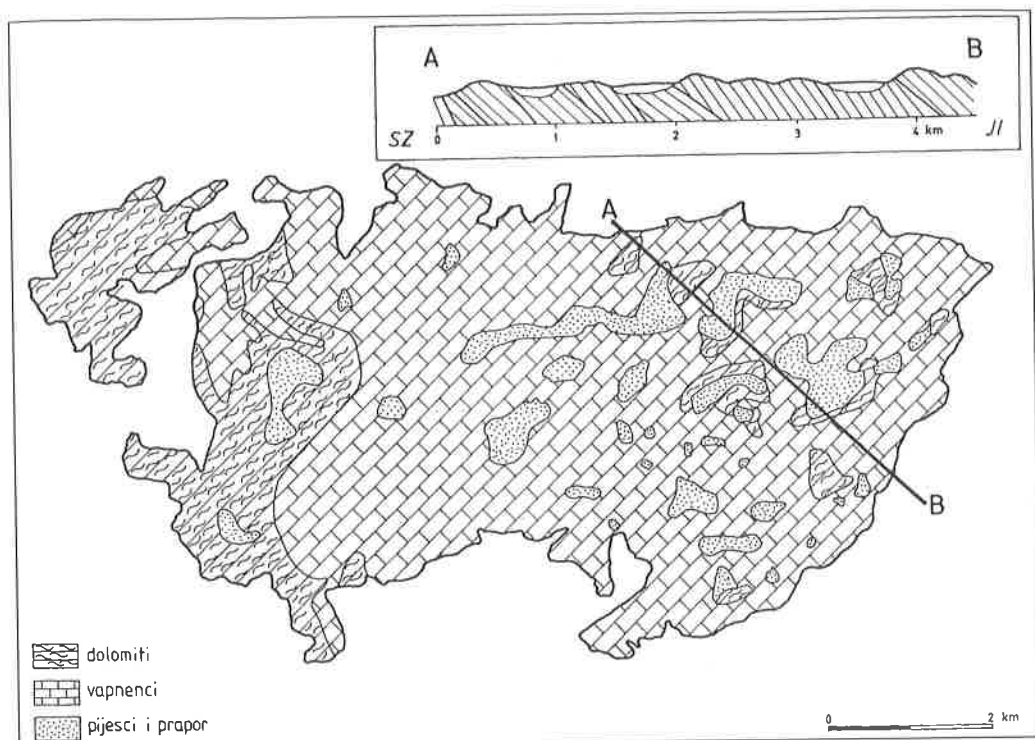 A B
SZ 0 1 2 3 4 km JI
A
B
dolomiti
vapnenci
pijesci i prapor
0 2 km